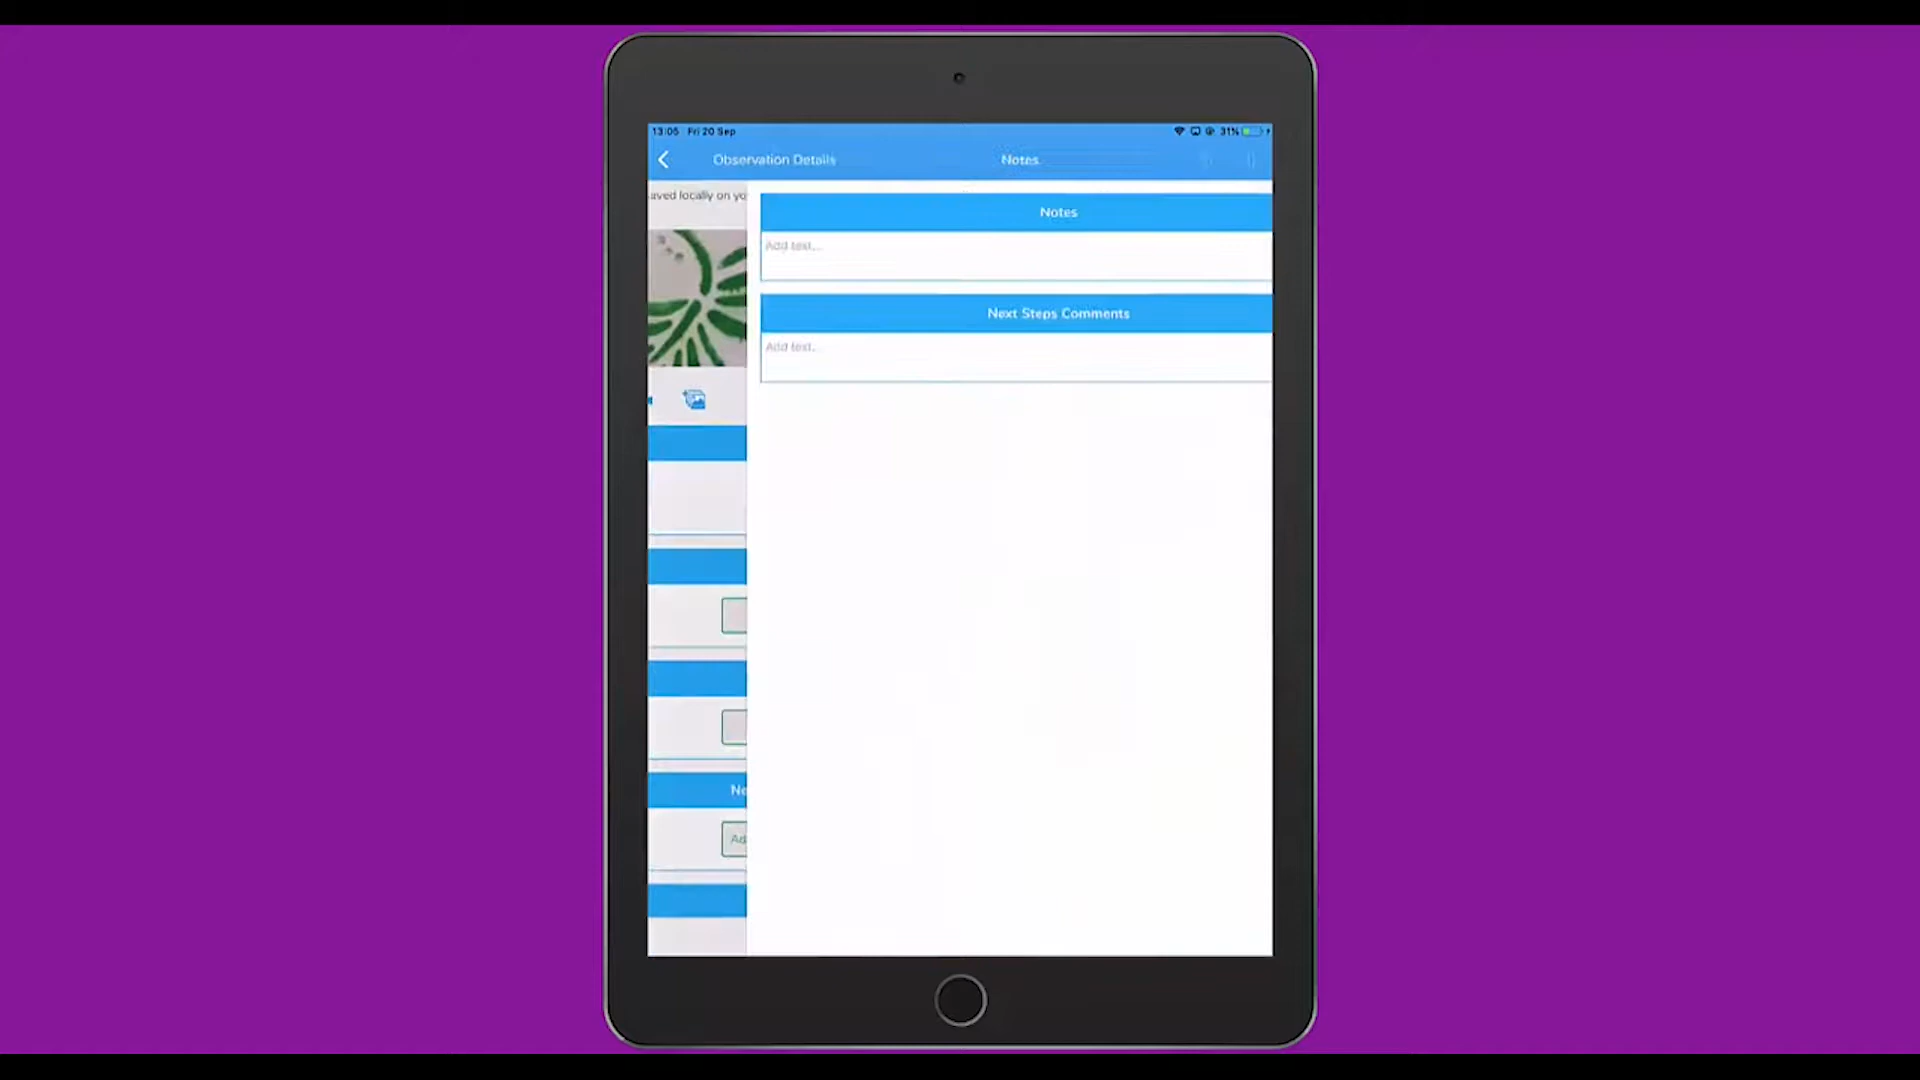 13:05 Fri 20 Sep
31%
Observation Details
Notes
aved locally on yo
Notes
Add text...
Next Steps Comments
Add text...
Ne
Ad